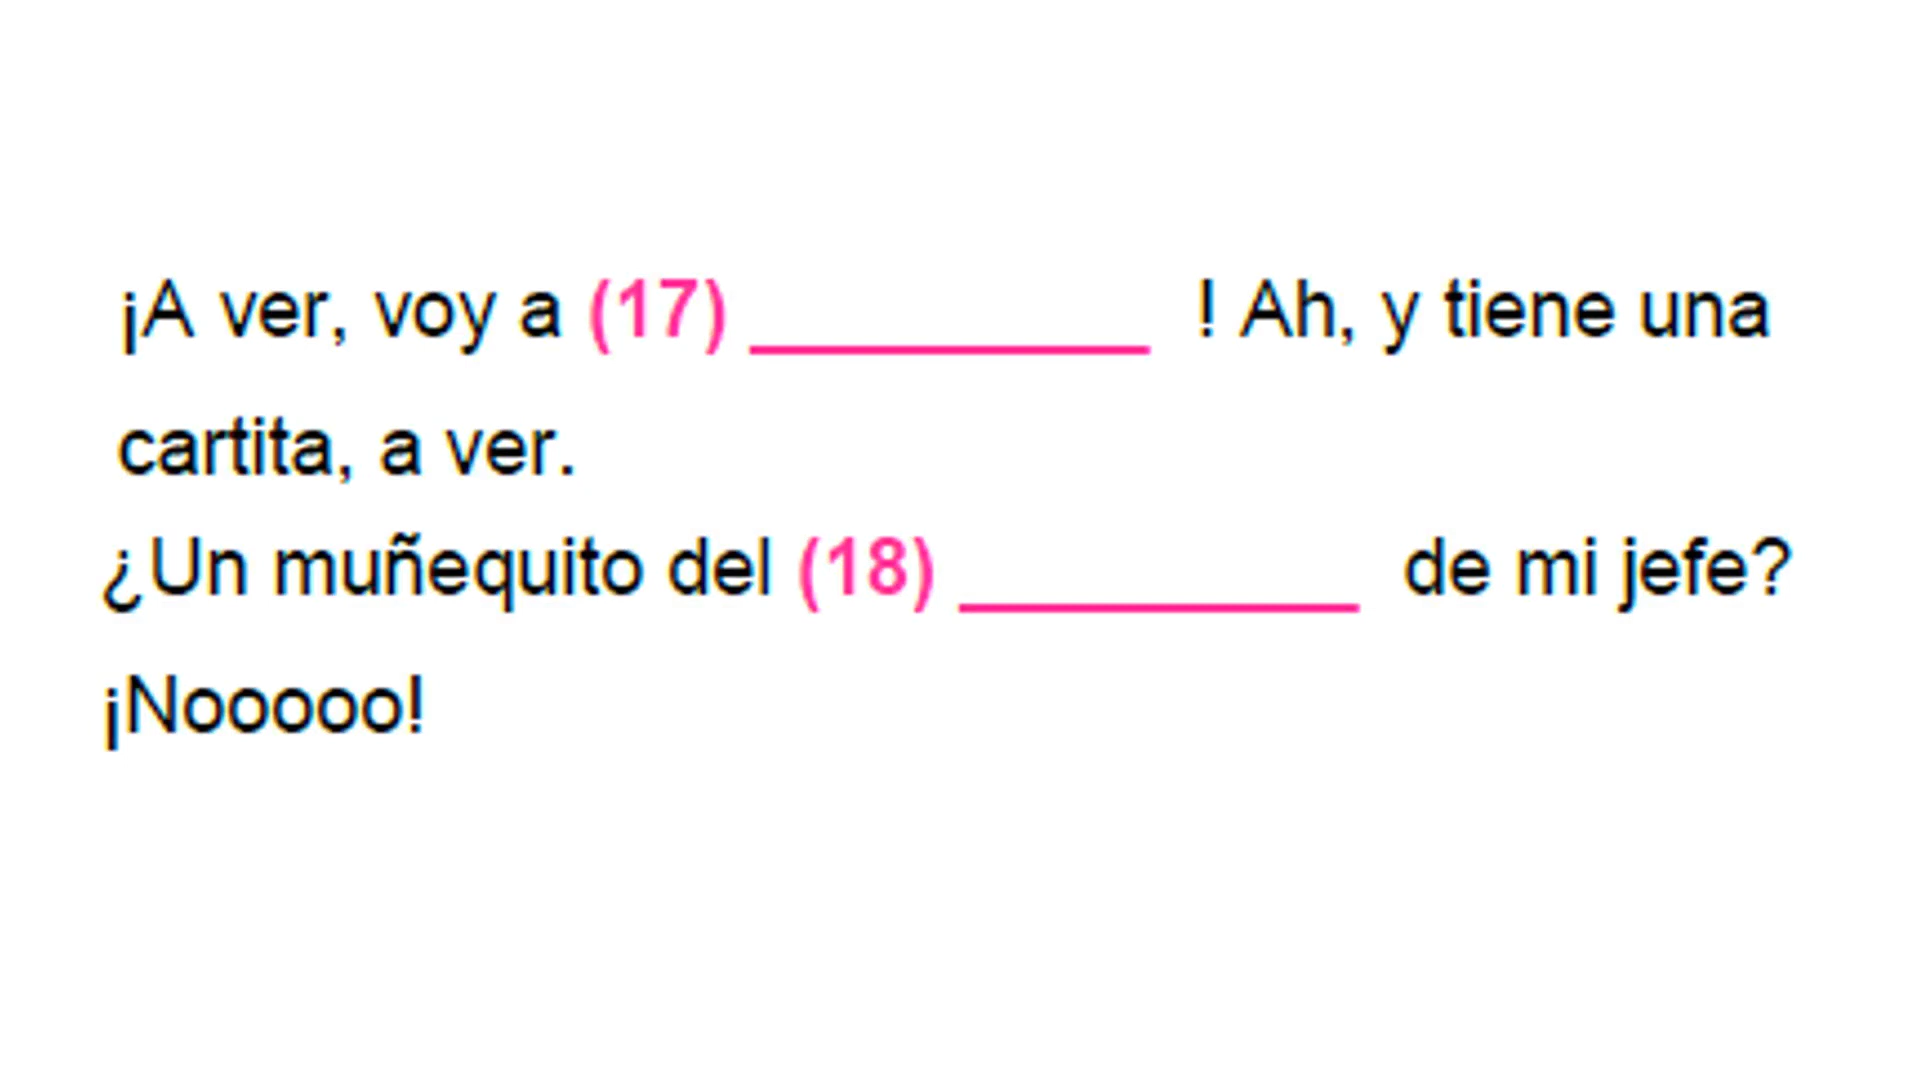 ¡A ver, voy a (17) __________ ! Ah, y tiene una
cartita, a ver.
¿Un muñequito del (18) __________ de mi jefe?
¡Nooooo!